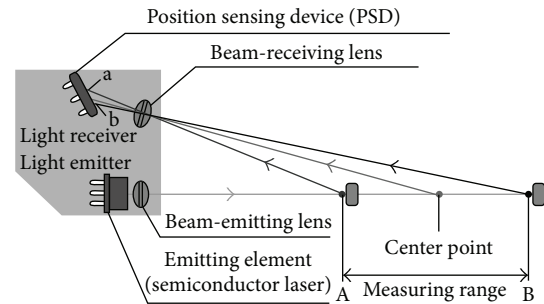 Position sensing device (PSD)
Beam-receiving lens
a
b
Light receiver
Light emitter
Beam-emitting lens
Center point
Emitting element
(semiconductor laser)
A
Measuring range
B